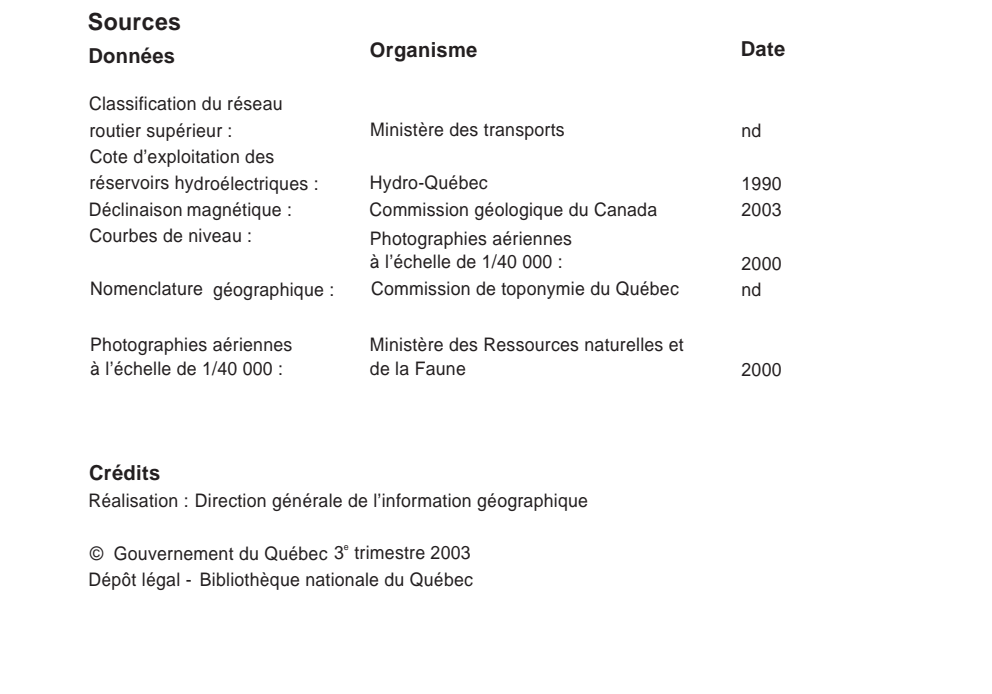 Sources
Données Organisme Date
Classification du réseau
routier supérieur : Ministère des transports nd
Cote d'exploitation des
réservoirs hydroélectriques : Hydro-Québec 1990
Déclinaison magnétique : Commission géologique du Canada 2003
Courbes de niveau : Photographies aériennes
à l'échelle de 1/40 000 : 2000
Nomenclature géographique : Commission de toponymie du Québec nd
Photographies aériennes Ministère des Ressources naturelles et
à l'échelle de 1/40 000 : de la Faune 2000
Crédits
Réalisation : Direction générale de l'information géographique
© Gouvernement du Québec 3e trimestre 2003
Dépôt légal - Bibliothèque nationale du Québec